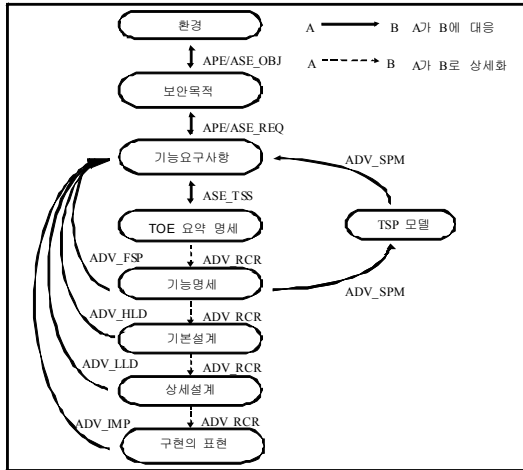 환경
A B A가 B에 대응
APE/ASE_OBJ
A B A가 B로 상세화
보안목적
APE/ASE_REQ
기능요구사항
ADV_SPM
ASE_TSS
TOE 요약 명세
TSP 모델
ADV_FSP
ADV_RCR
기능명세
ADV_SPM
ADV_HLD
ADV_RCR
기본설계
ADV_LLD
ADV_RCR
상세설계
ADV_IMP
ADV_RCR
구현의 표현